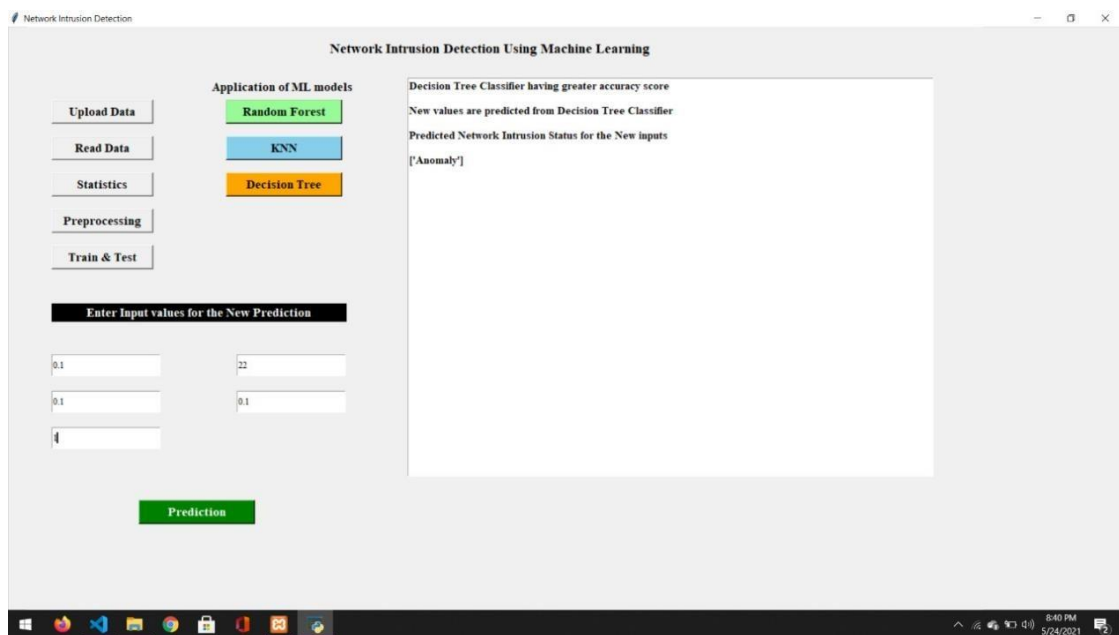 Network Intrusion Detection
Network Intrusion Detection Using Machine Learning
Application of ML models
Upload Data
Random Forest
Read Data
KNN
Statistics
Decision Tree
Preprocessing
Train & Test
Decision Tree Classifier having greater accuracy score
New values are predicted from Decision Tree Classifier
Predicted Network Intrusion Status for the New inputs
['Anomaly']
Enter Input values for the New Prediction
0.1
22
0.1
0.1
Prediction
8:40 PM
5/24/2021